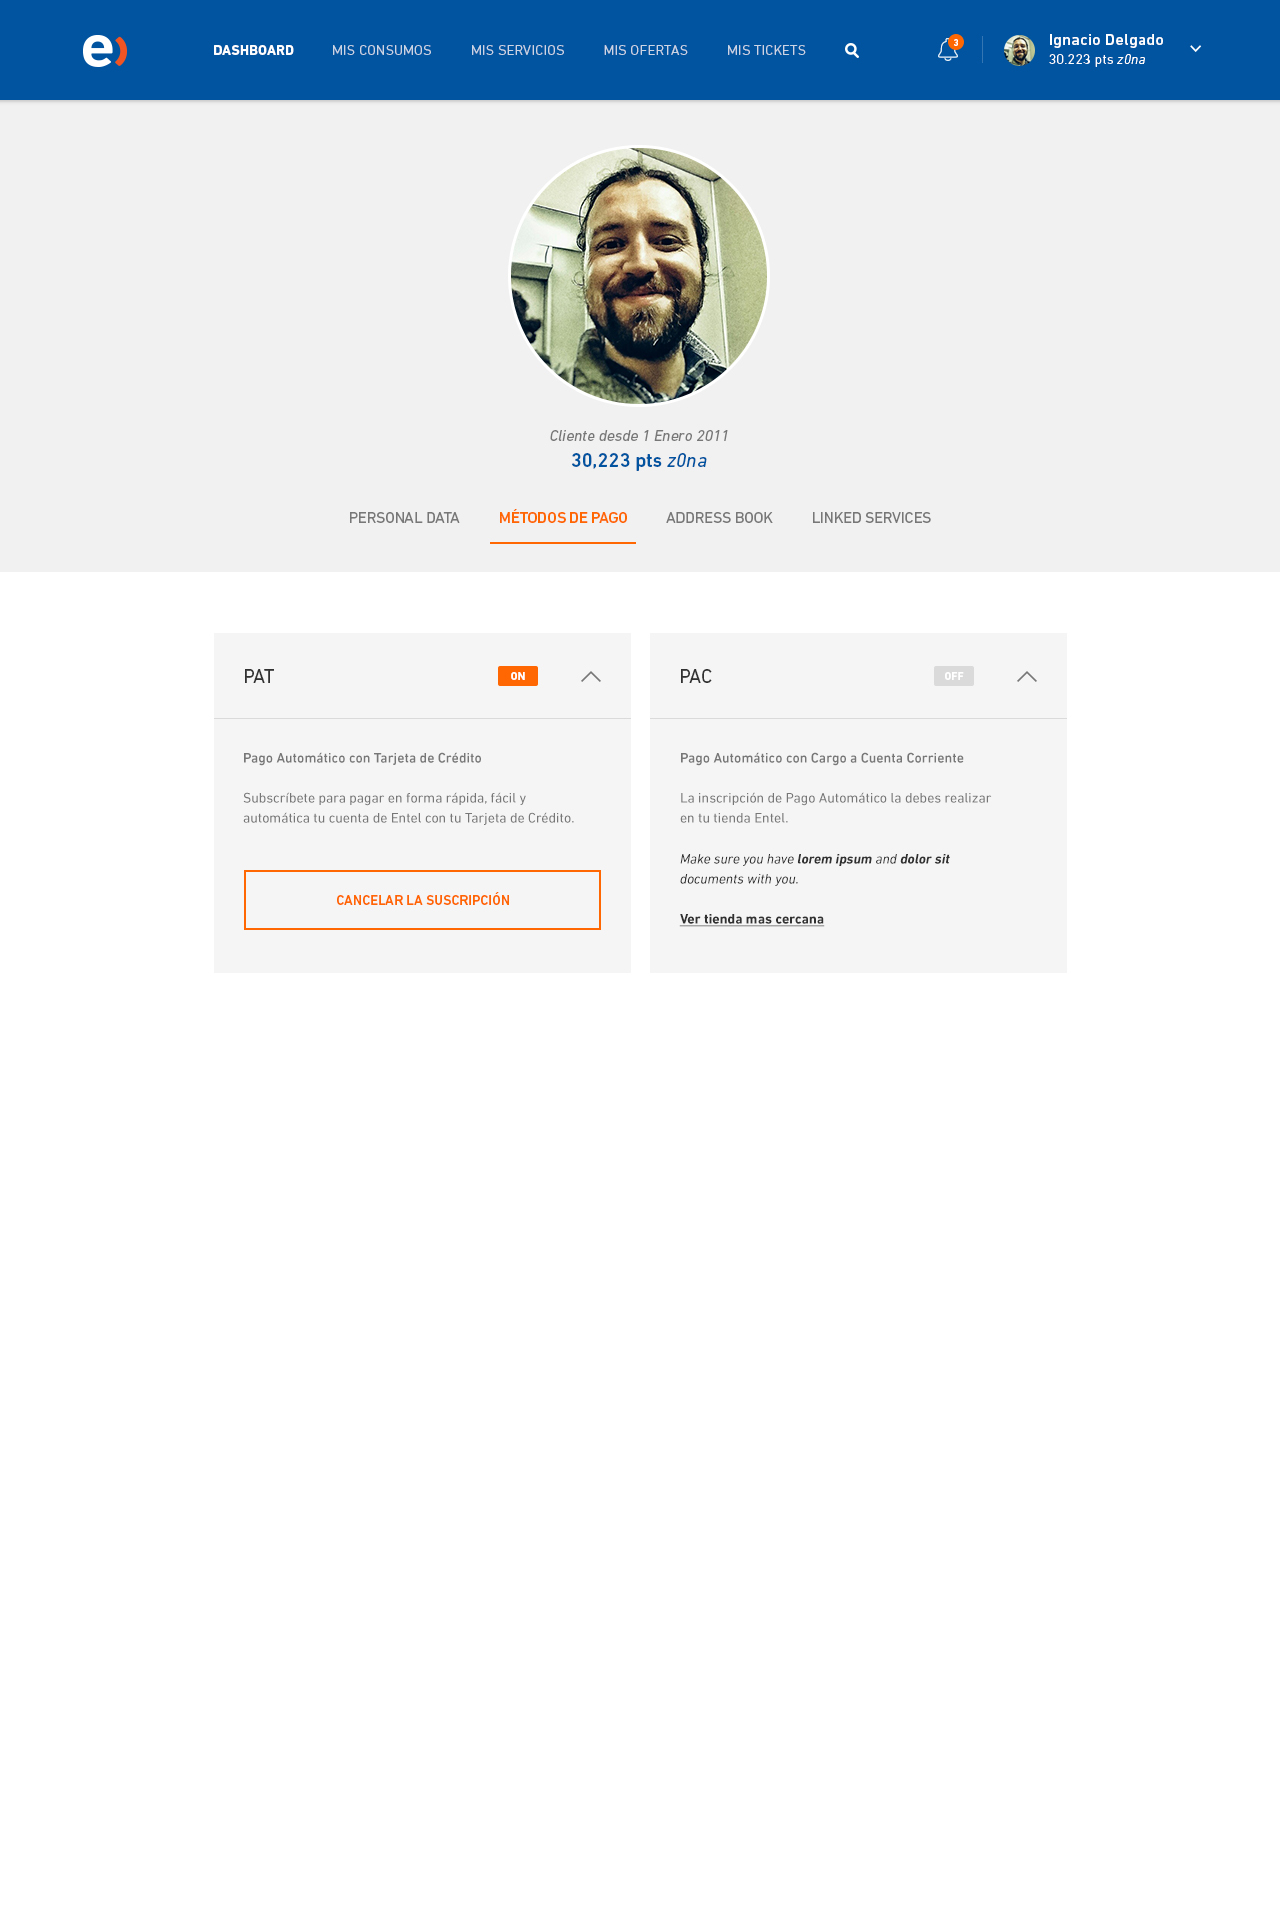 e)
DASHBOARD MIS CONSUMOS MIS SERVICIOS MIS OFERTAS MIS TICKETS
3
Ignacio Delgado
30.223 pts z0na
Cliente desde 1 Enero 2011
30,223 pts z0na
PERSONAL DATA MÉTODOS DE PAGO ADDRESS BOOK LINKED SERVICES
PAT ON
Pago Automático con Tarjeta de Crédito
Subscríbete para pagar en forma rápida, fácil y
automática tu cuenta de Entel con tu Tarjeta de Crédito.
CANCELAR LA SUSCRIPCIÓN
PAC OFF
Pago Automático con Cargo a Cuenta Corriente
La inscripción de Pago Automático la debes realizar
en tu tienda Entel.
Make sure you have lorem ipsum and dolor sit
documents with you.
Ver tienda mas cercana